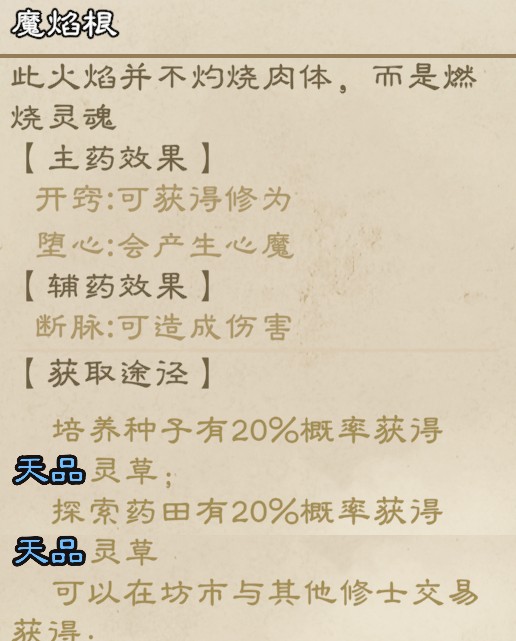 魔焰根
此火焰并不灼烧肉体，而是燃
烧灵魂
【主药效果】
开窍:可获得修为
堕心:会产生心魔
【辅药效果】
断脉:可造成伤害
【获取途径】
培养种子有20%概率获得
天品灵草；
探索药田有20%概率获得
天品灵草
可以在坊市与其他修士交易
获得；